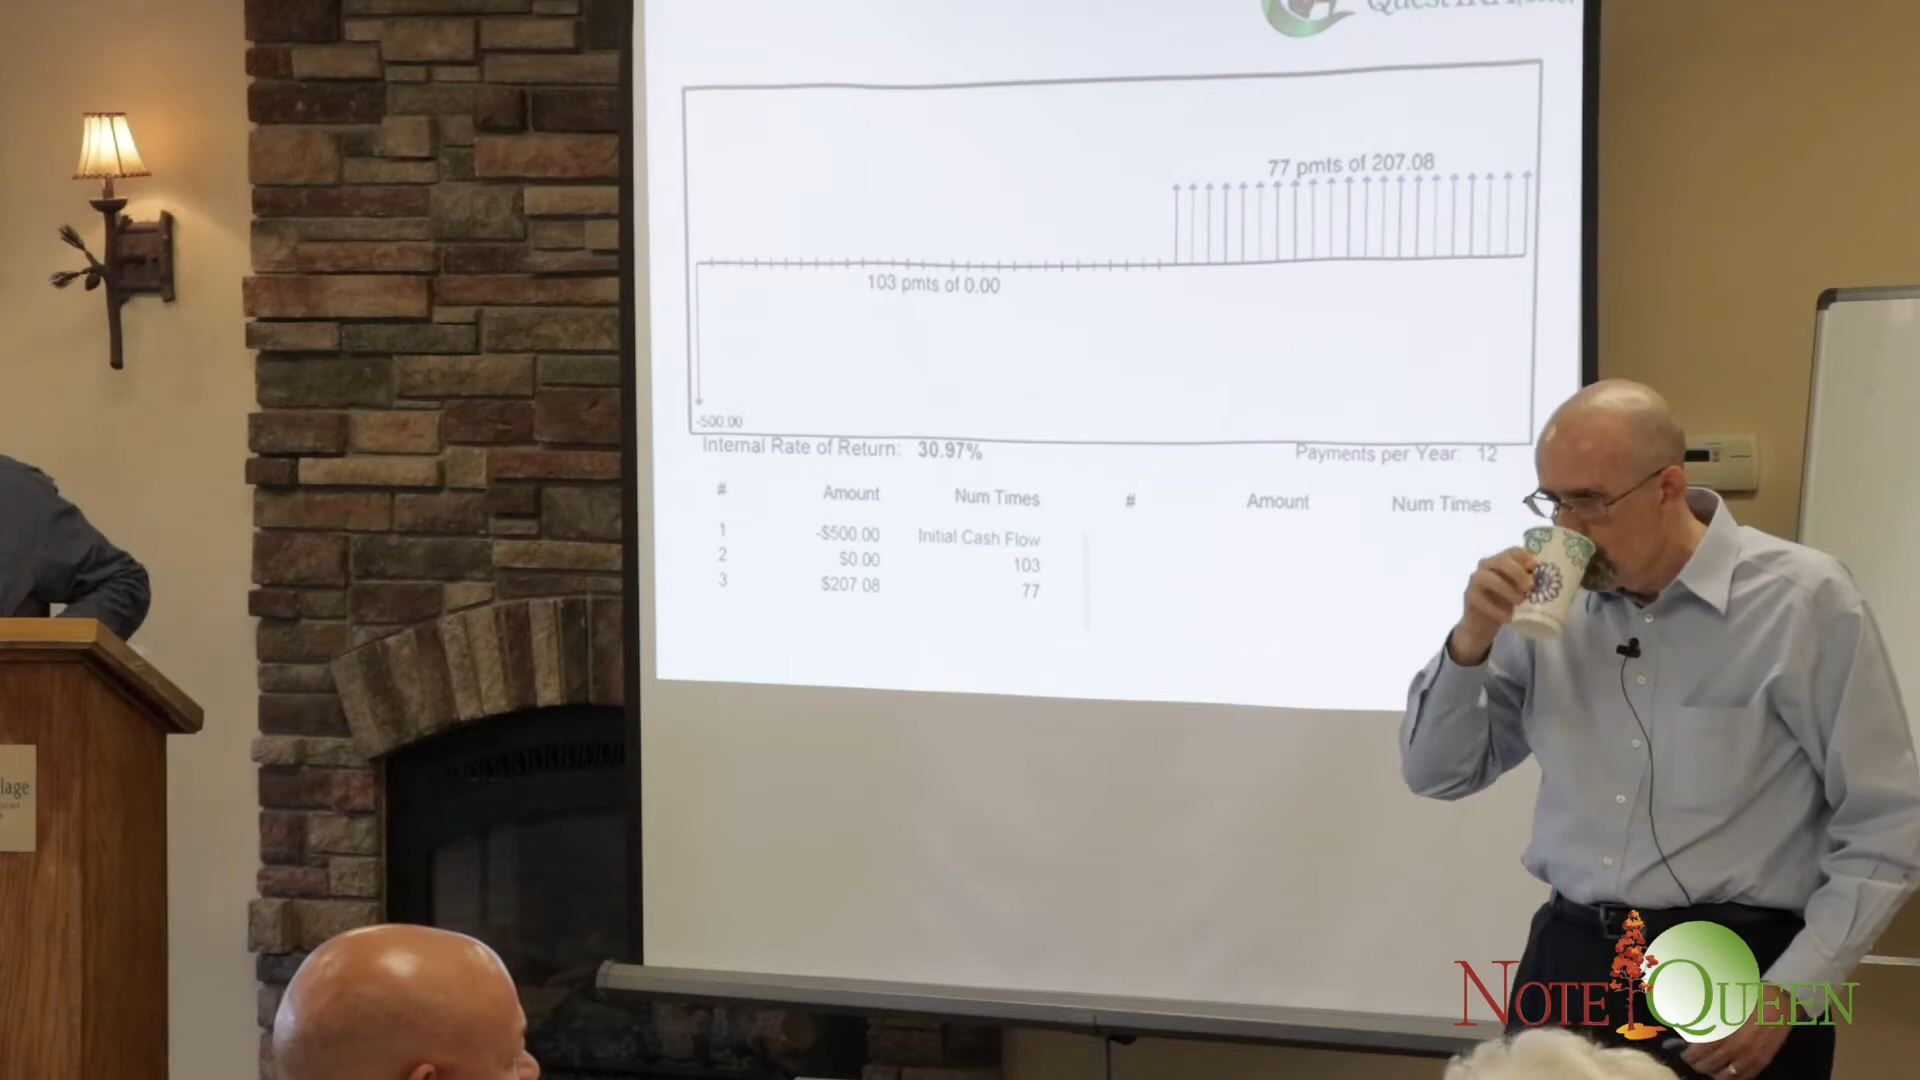 77 pmts of 207.08
103 pmts of 0.00
-500.00
Internal Rate of Return: 30.97%
Payments per Year: 12
# Amount Num Times # Amount Num Times
1 -$500.00 Initial Cash Flow
2 $0.00 103
3 $207.08 77
lage
NOTE QUEEN